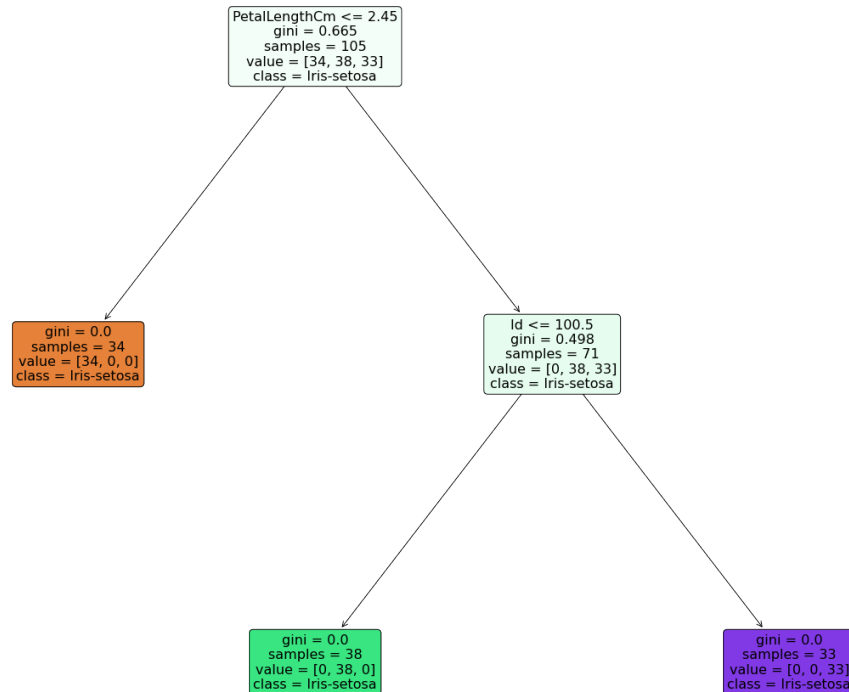 PetalLengthCm <= 2.45
gini = 0.665
samples = 105
value = [34, 38, 33]
class = Iris-setosa
gini = 0.0
samples = 34
value = [34, 0, 0]
class = Iris-setosa
Id <= 100.5
gini = 0.498
samples = 71
value = [0, 38, 33]
class = Iris-setosa
gini = 0.0
samples = 38
value = [0, 38, 0]
class = Iris-setosa
gini = 0.0
samples = 33
value = [0, 0, 33]
class = Iris-setosa